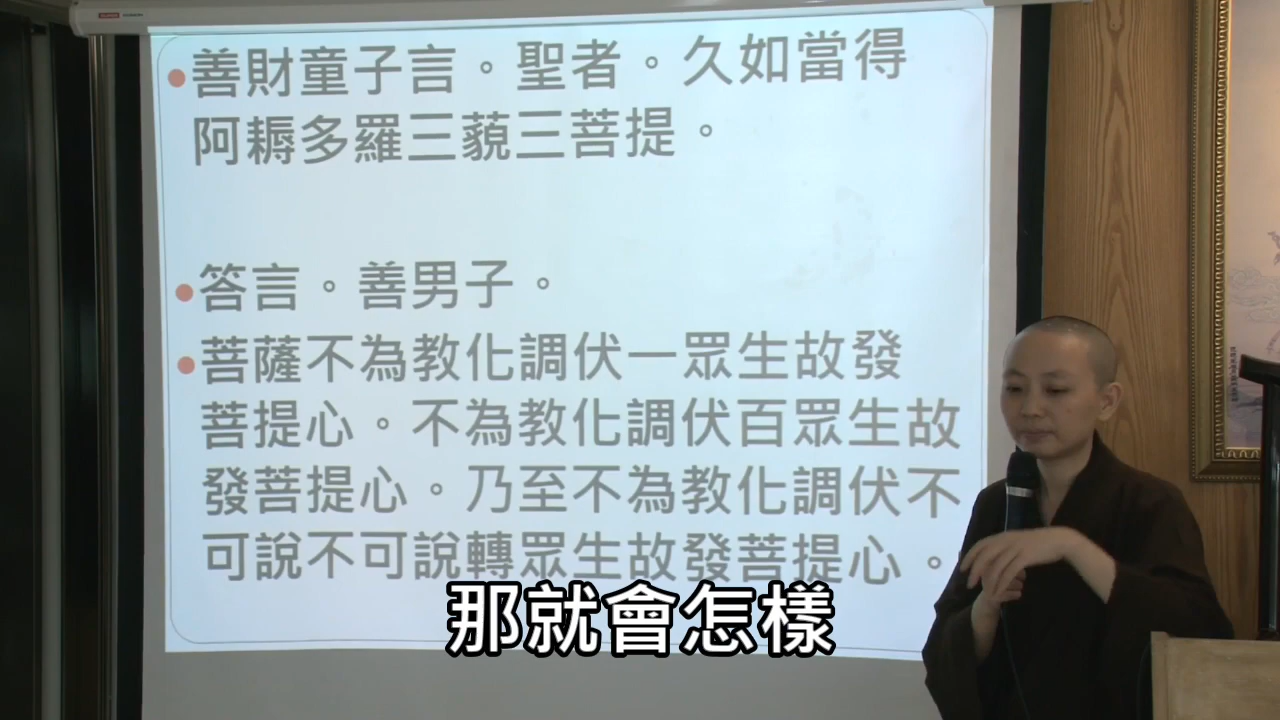 善財童子言。聖者。久如當得
阿耨多羅三藐三菩提。
答言。善男子。
菩薩不為教化調伏一眾生故發
菩提心。不為教化調伏百眾生故
發菩提心。乃至不為教化調伏不
可說不可說轉眾生故發菩提心。
那就會怎樣